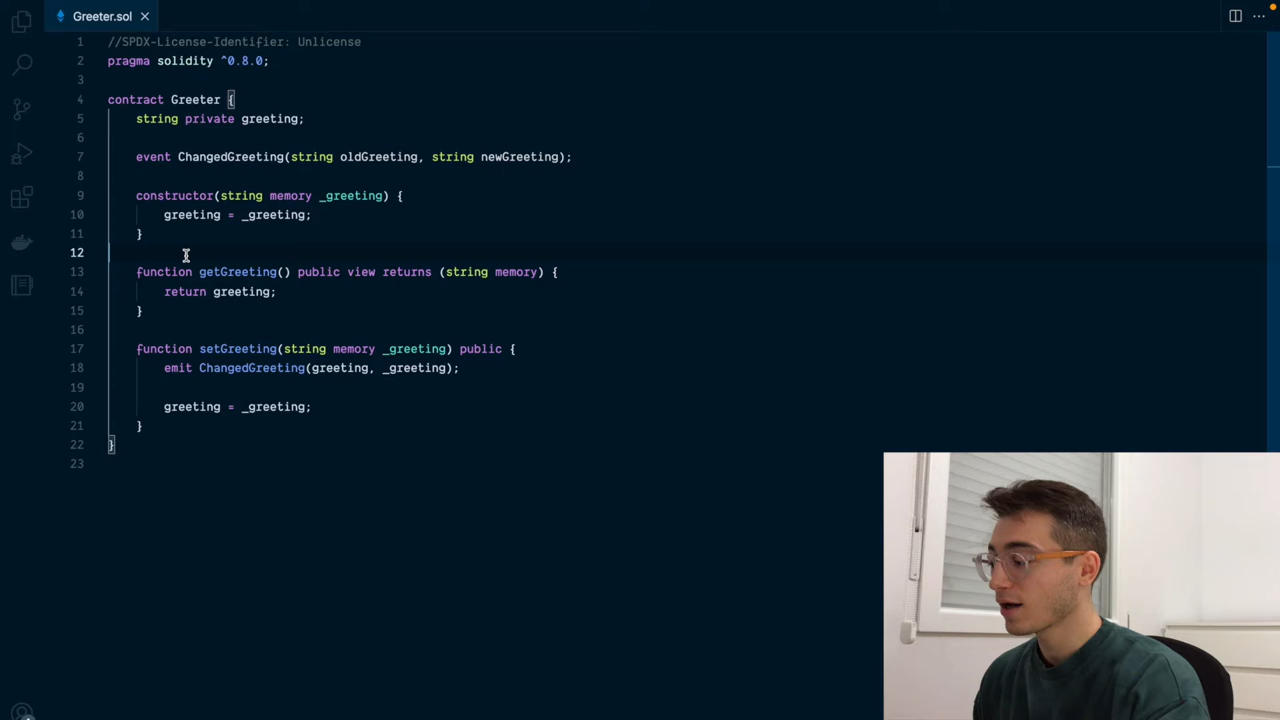 Greeter.sol
1 //SPDX-License-Identifier: Unlicense
2 pragma solidity ^0.8.0;
3
4 contract Greeter {
5 string private greeting;
6
7 event ChangedGreeting(string oldGreeting, string newGreeting);
8
9 constructor(string memory _greeting) {
10 greeting = _greeting;
11 }
12
13 function getGreeting() public view returns (string memory) {
14 return greeting;
15 }
16
17 function setGreeting(string memory _greeting) public {
18 emit ChangedGreeting(greeting, _greeting);
19
20 greeting = _greeting;
21 }
22 }
23